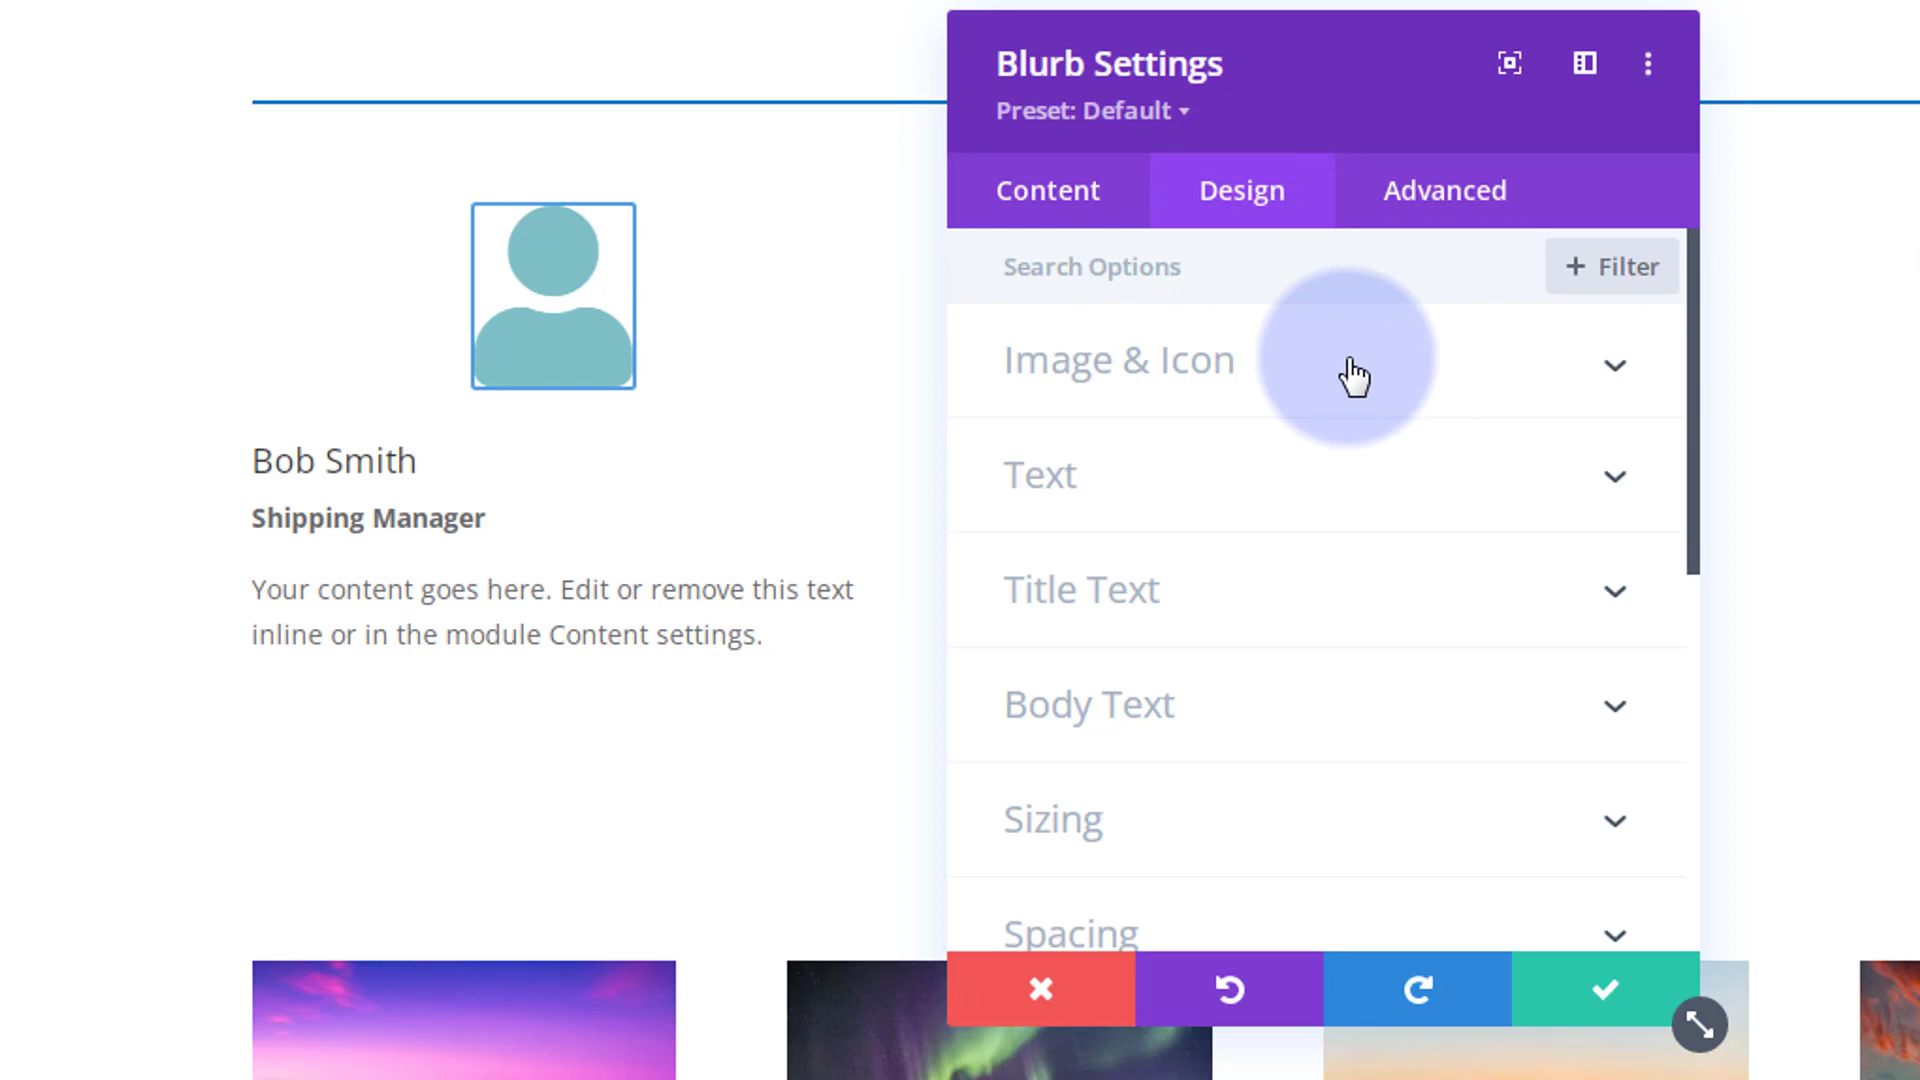 Blurb Settings
Preset: Default
Content
Design
Advanced
Search Options
+ Filter
Image & Icon
Text
Title Text
Body Text
Sizing
Spacing
Bob Smith
Shipping Manager
Your content goes here. Edit or remove this text
inline or in the module Content settings.